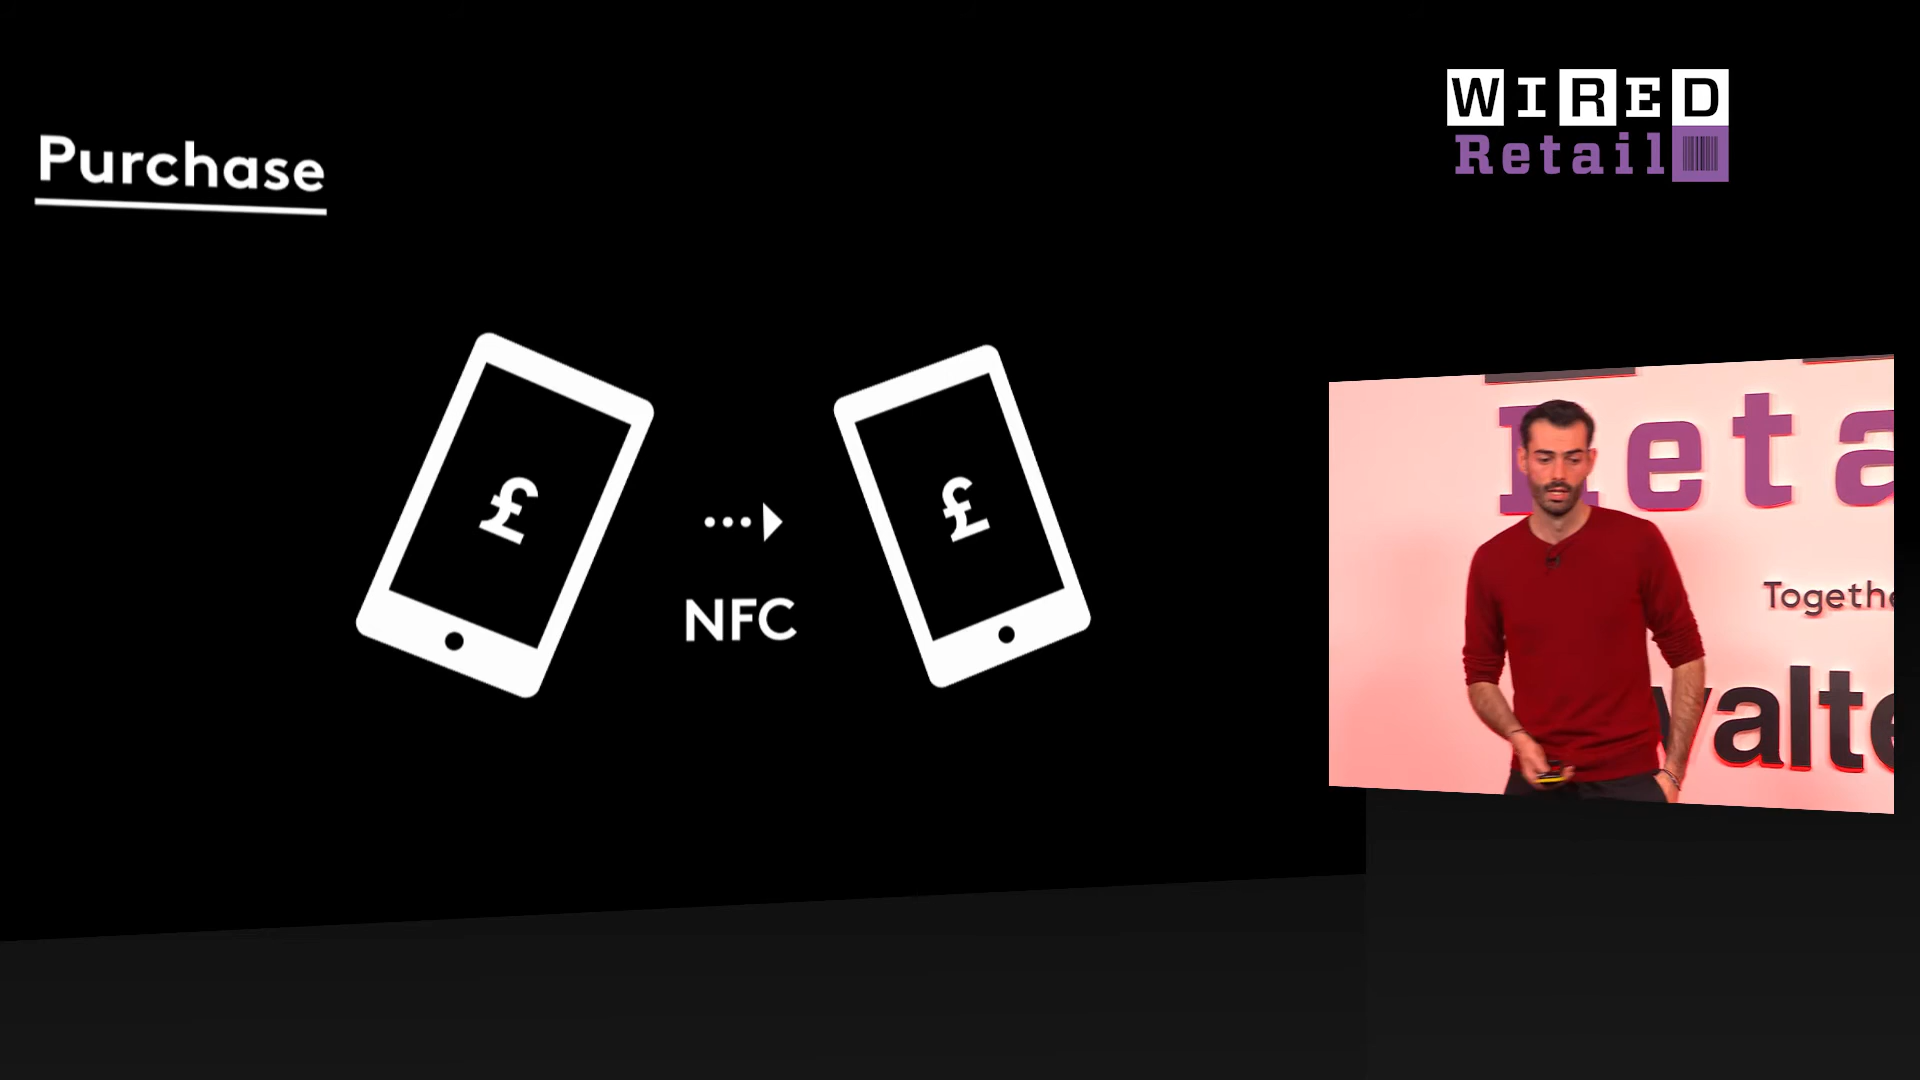 Purchase
WIRED
Retail
£
£
NFC
Reta
Togethe
walte